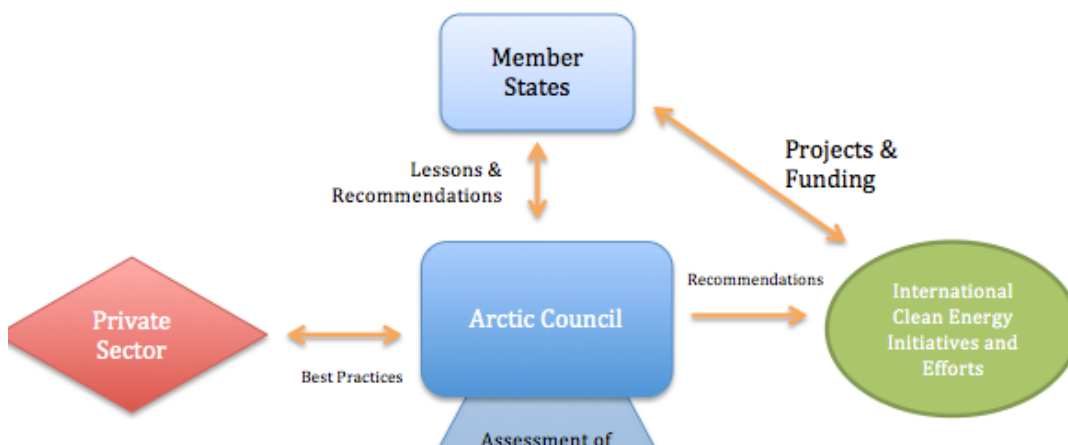 Member
States
Lessons &
Recommendations
Projects &
Funding
Private
Sector
Best Practices
Arctic Council
Recommendations
International
Clean Energy
Initiatives and
Efforts
Assessment of